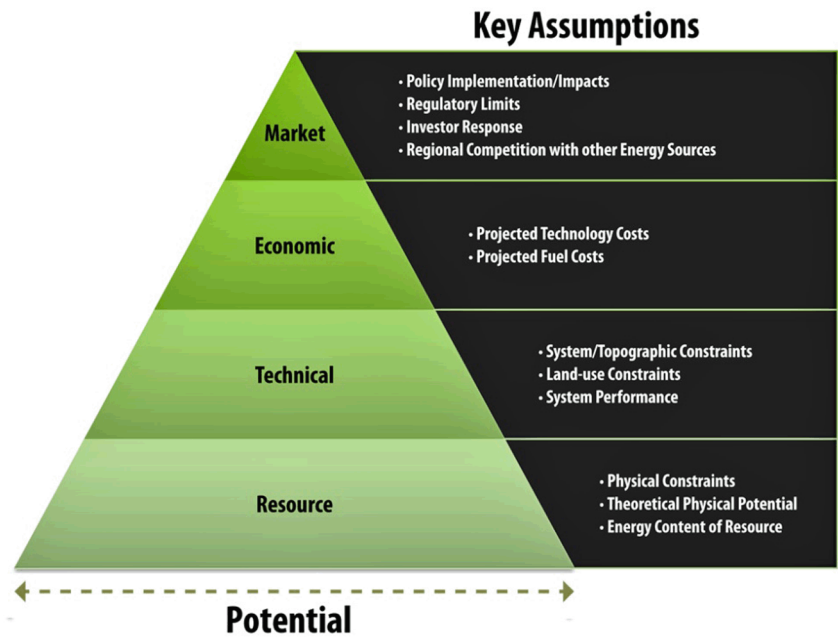 Key Assumptions
Market
• Policy Implementation/Impacts
• Regulatory Limits
• Investor Response
• Regional Competition with other Energy Sources
Economic
• Projected Technology Costs
• Projected Fuel Costs
Technical
• System/Topographic Constraints
• Land-use Constraints
• System Performance
Resource
• Physical Constraints
• Theoretical Physical Potential
• Energy Content of Resource
Potential